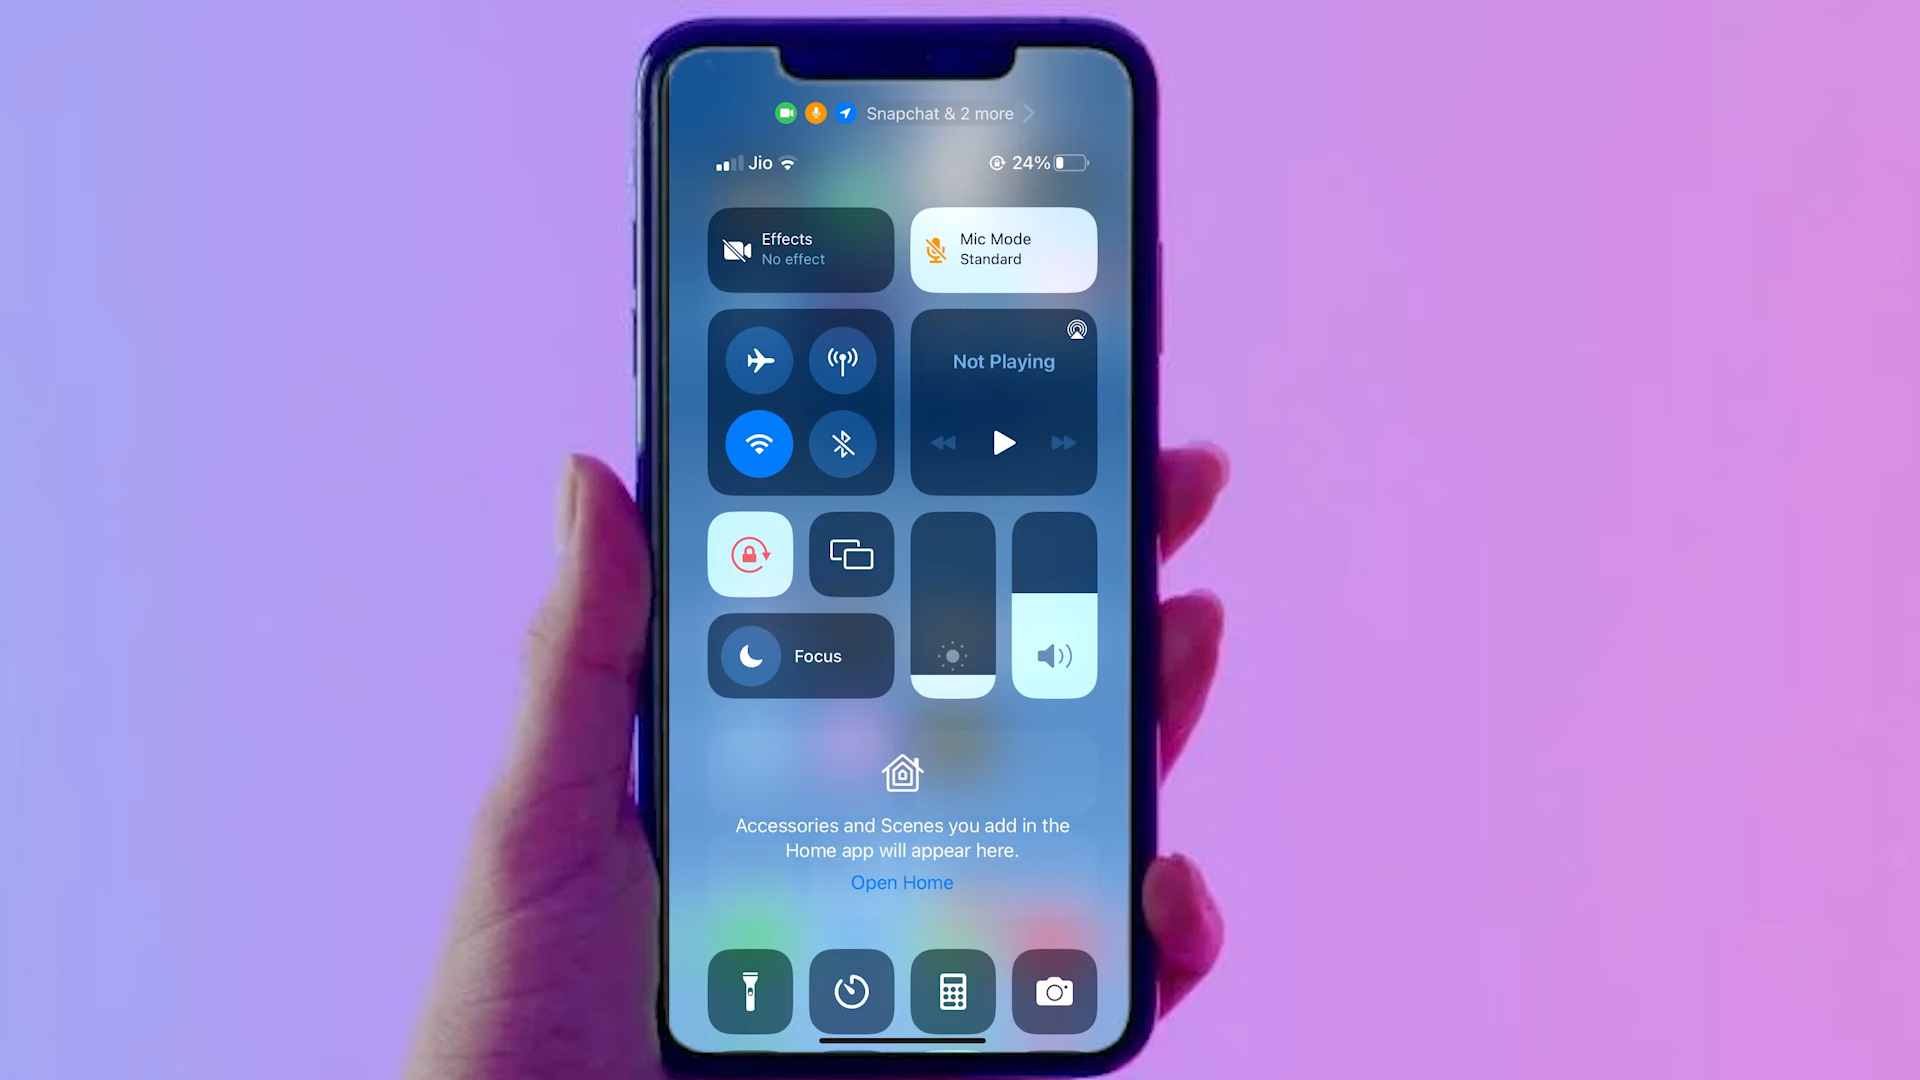 Snapchat & 2 more
Jio
24%
Effects
No effect
Mic Mode
Standard
Not Playing
Focus
Accessories and Scenes you add in the
Home app will appear here.
Open Home